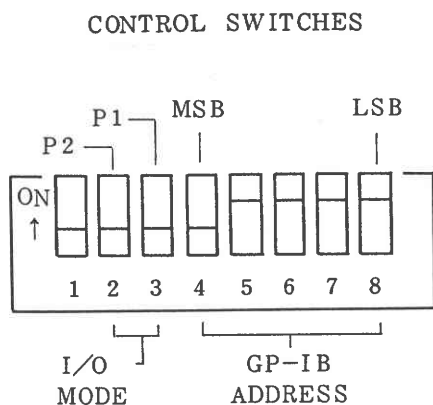 CONTROL SWITCHES
P1 MSB LSB
P2
ON
↑
1 2 3 4 5 6 7 8
I/O GP-IB
MODE ADDRESS